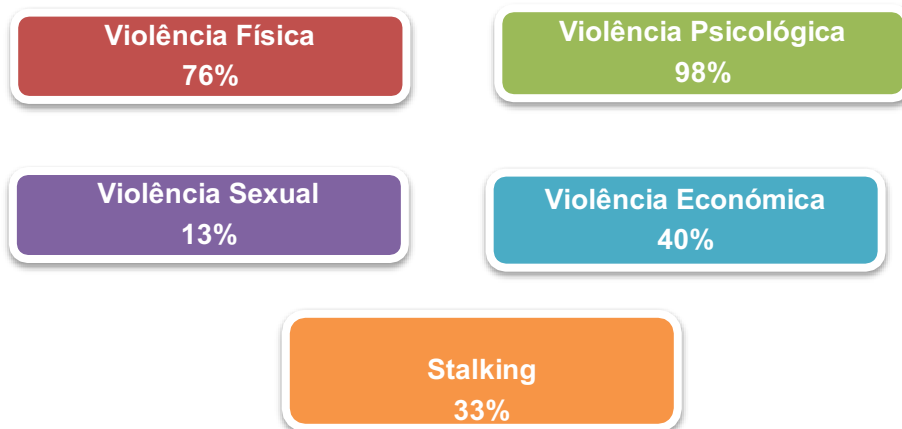 Violência Física
76%
Violência Psicológica
98%
Violência Sexual
13%
Violência Económica
40%
Stalking
33%